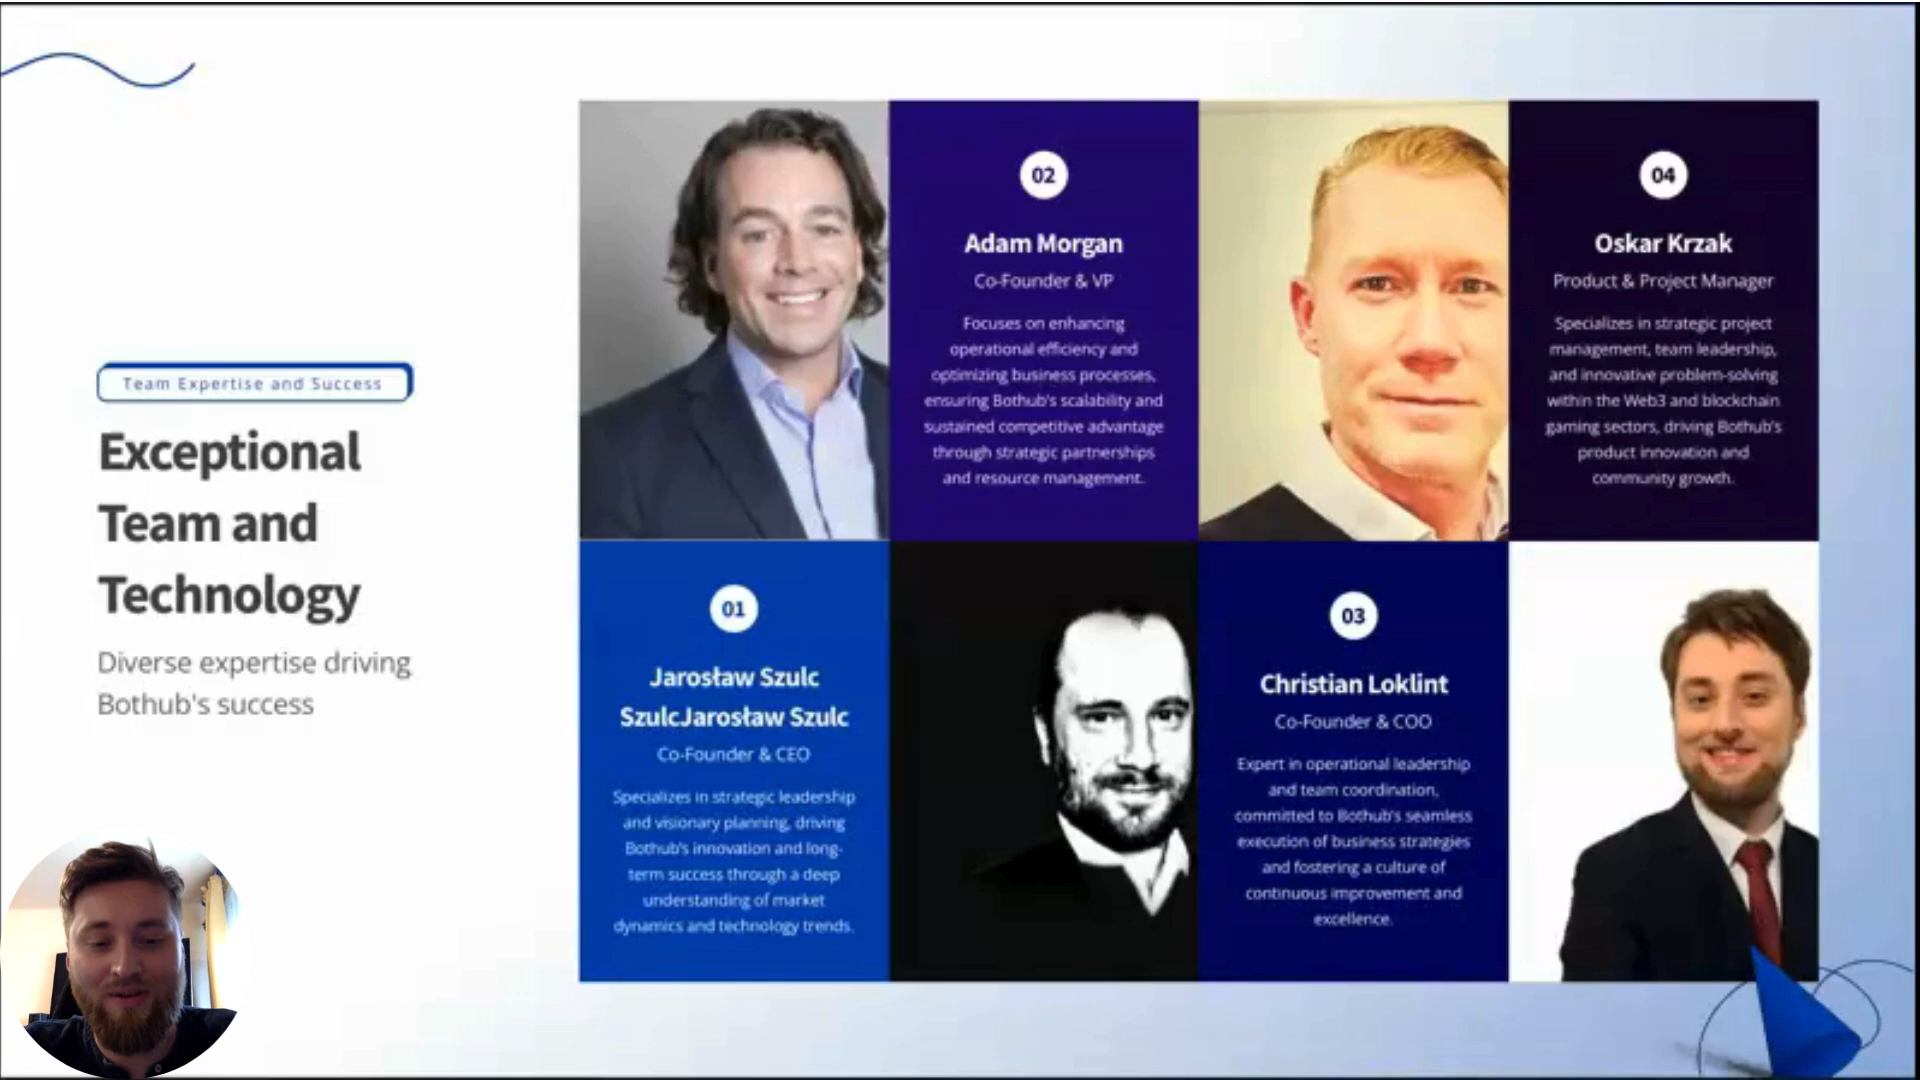 Team Expertise and Success
Exceptional
Team and
Technology
Diverse expertise driving
Bothub's success
01
Jarosław Szulc
SzulcJarosław Szulc
Co-Founder & CEO
Specializes in strategic leadership
and visionary planning, driving
Bothub's innovation and long-
term success through a deep
understanding of market
dynamics and technology trends.
02
Adam Morgan
Co-Founder & VP
Focuses on enhancing
operational efficiency and
optimizing business processes,
ensuring Bothub's scalability and
sustained competitive advantage
through strategic partnerships
and resource management.
03
Christian Loklint
Co-Founder & COO
Expert in operational leadership
and team coordination,
committed to Bothub's seamless
execution of business strategies
and fostering a culture of
continuous improvement and
excellence.
04
Oskar Krzak
Product & Project Manager
Specializes in strategic project
management, team leadership,
and innovative problem-solving
within the Web3 and blockchain
gaming sectors, driving Bothub's
product innovation and
community growth.